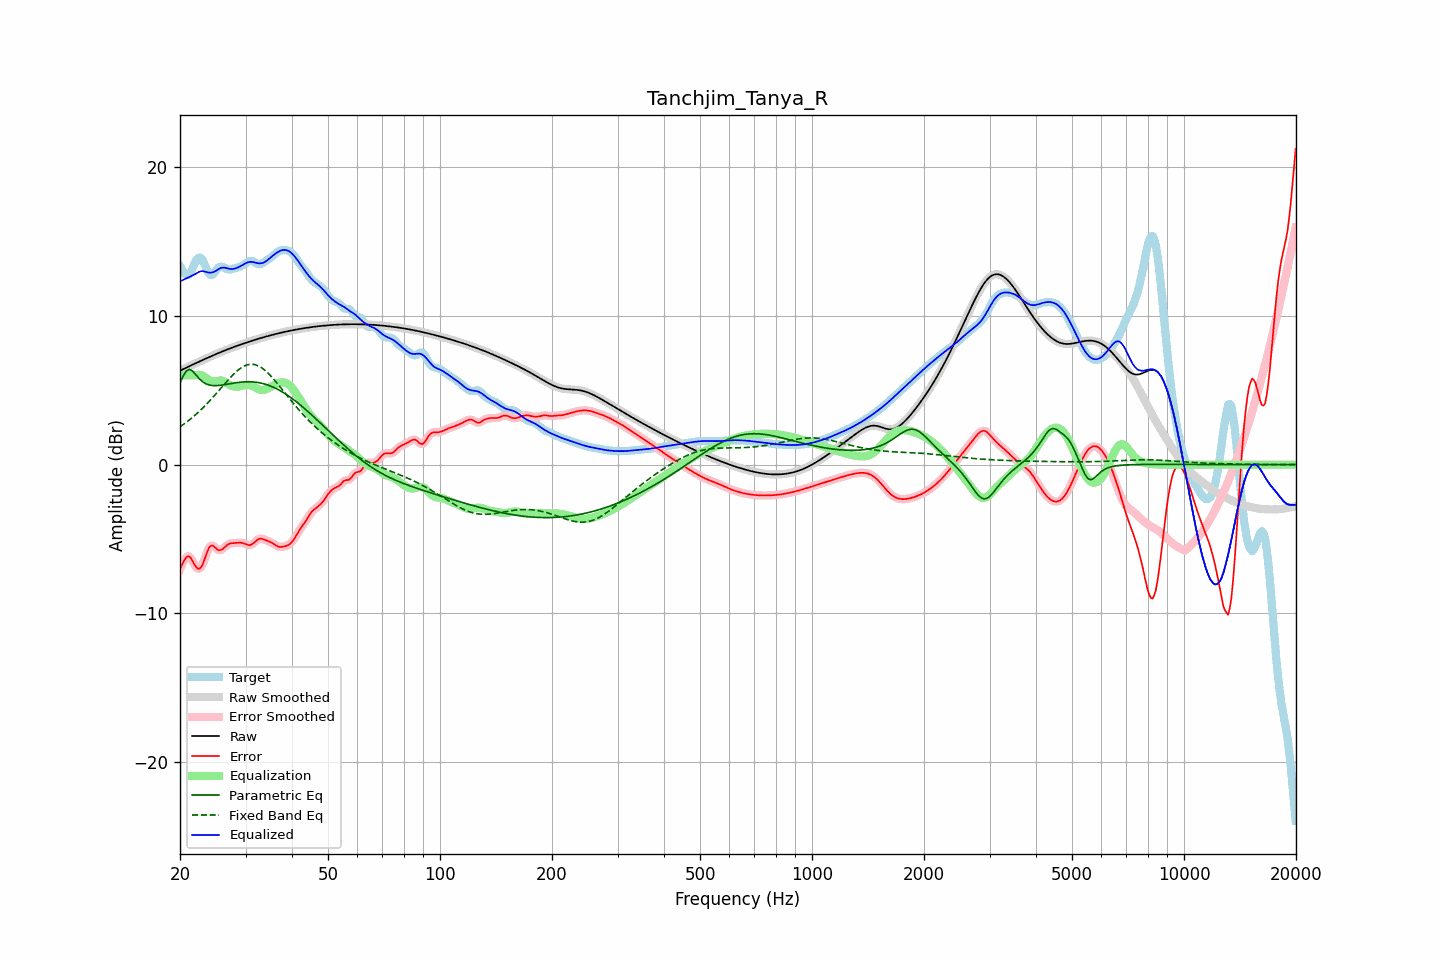 Tanchjim_Tanya_R
Amplitude (dBr)
20
10
0
−10
−20
Target
Raw Smoothed
Error Smoothed
Raw
Error
Equalization
Parametric Eq
Fixed Band Eq
Equalized
20 50 100 200 500 1000 2000 5000 10000 20000
Frequency (Hz)